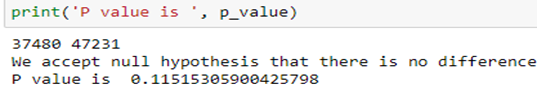 print('P value is ', p_value)
37480 47231
We accept null hypothesis that there is no difference
P value is  0.11515305900425798